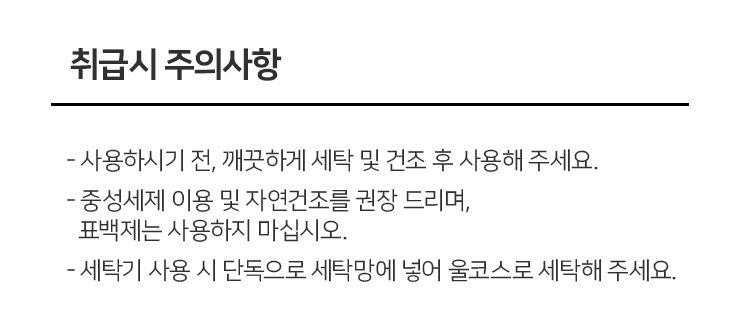 취급시 주의사항
- 사용하시기 전, 깨끗하게 세탁 및 건조 후 사용해 주세요.
- 중성세제 이용 및 자연건조를 권장 드리며,
표백제는 사용하지 마십시오.
- 세탁기 사용 시 단독으로 세탁망에 넣어 울코스로 세탁해 주세요.